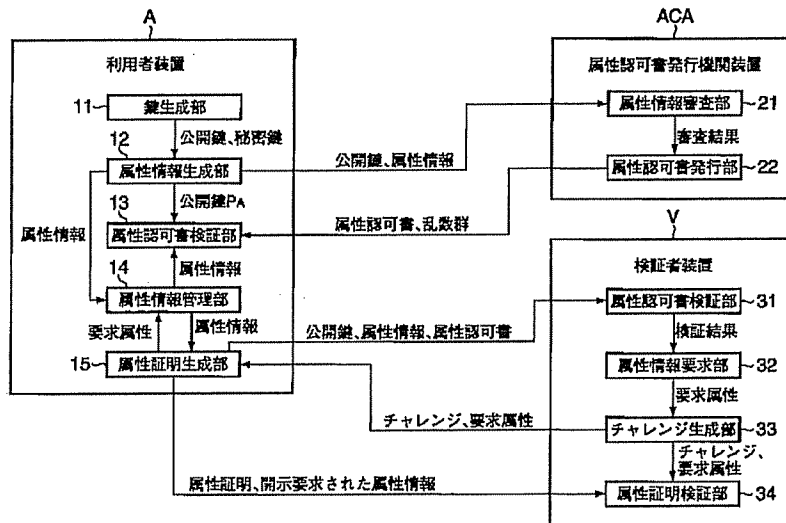 A
利用者装置
11
鍵生成部
公開鍵、秘密鍵
12
属性情報生成部
公開鍵PA
13
属性認可書検証部
属性情報
属性情報
14
属性情報管理部
要求属性
属性情報
15
属性証明生成部
公開鍵、属性情報
属性認可書、乱数群
公開鍵、属性情報、属性認可書
チャレンジ、要求属性
属性証明、開示要求された属性情報
ACA
属性認可書発行機関装置
属性情報審査部
21
審査結果
属性認可書発行部
22
V
検証者装置
属性認可書検証部
31
検証結果
属性情報要求部
32
要求属性
チャレンジ生成部
33
チャレンジ、
要求属性
属性証明検証部
34